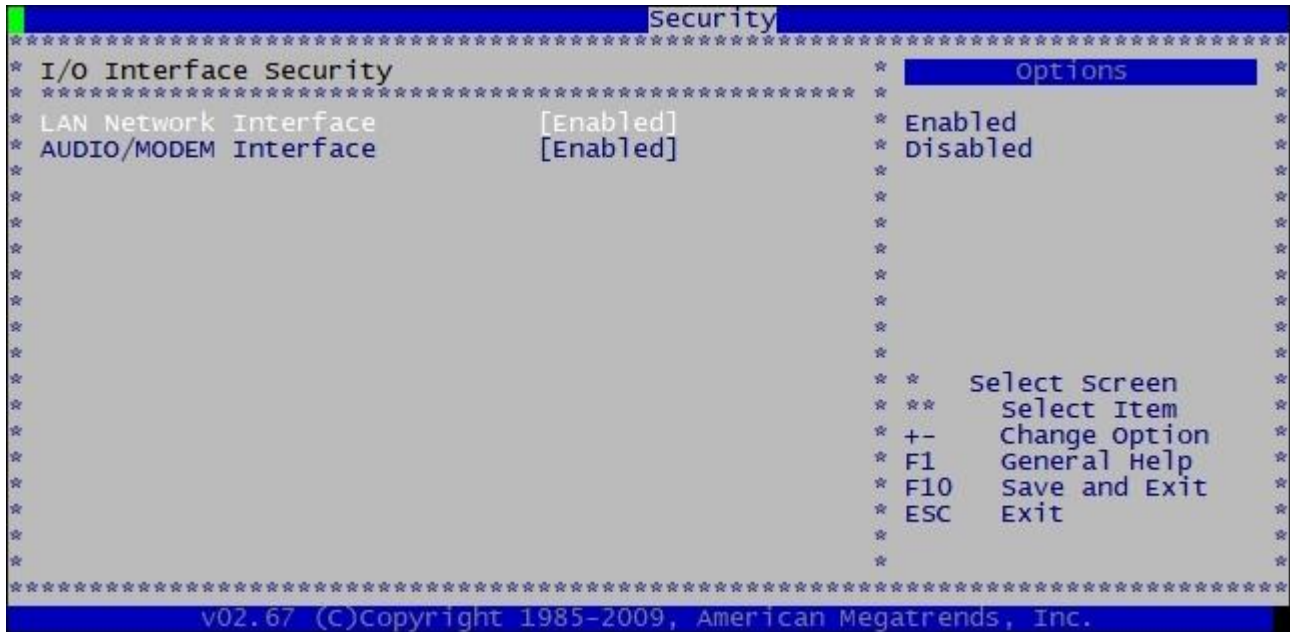 Security
I/O Interface Security
Options
LAN Network Interface [Enabled]
AUDIO/MODEM Interface [Enabled]
Enabled
Disabled
* Select Screen
** Select Item
+- Change Option
F1 General Help
F10 Save and Exit
ESC Exit
v02.67 (C)Copyright 1985-2009, American Megatrends, Inc.